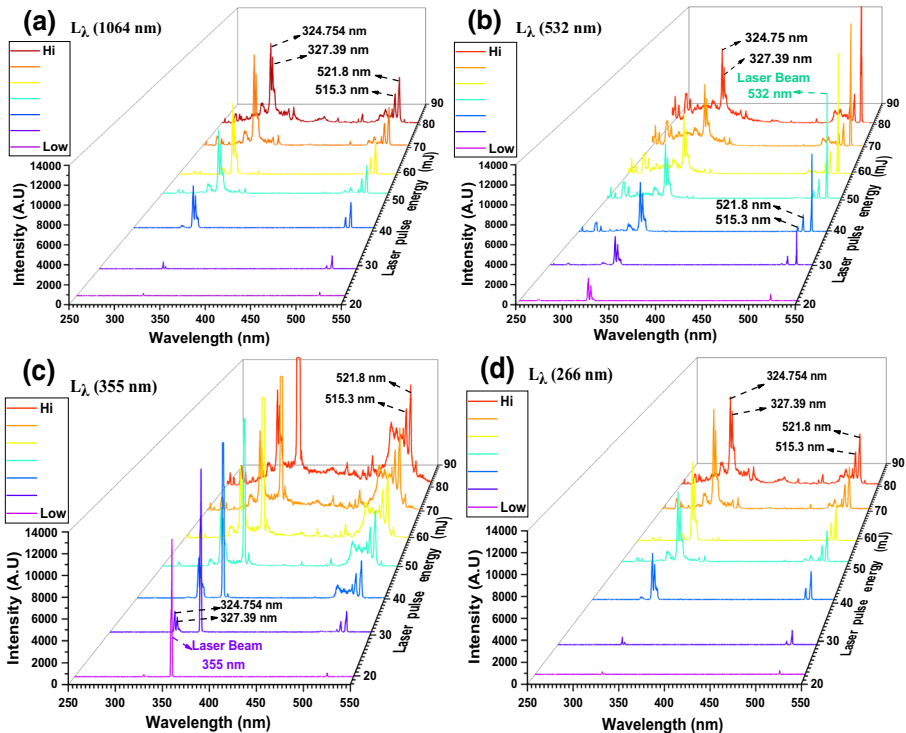 (a)
Lλ (1064 nm)
Hi
Low
324.754 nm
327.39 nm
521.8 nm
515.3 nm
14000
12000
10000
8000
6000
4000
2000
0
Intensity (A.U)
250 300 350 400 450 500 550
Wavelength (nm)
20
30
40
50
60
70
80
90
Laser pulse energy (mJ)
(b)
Lλ (532 nm)
Hi
Low
324.75 nm
327.39 nm
Laser Beam
532 nm
521.8 nm
515.3 nm
14000
12000
10000
8000
6000
4000
2000
0
Intensity (A.U)
250 300 350 400 450 500 550
Wavelength (nm)
20
30
40
50
60
70
80
90
Laser pulse energy (mJ)
(c)
Lλ (355 nm)
Hi
Low
521.8 nm
515.3 nm
324.754 nm
327.39 nm
Laser Beam
355 nm
14000
12000
10000
8000
6000
4000
2000
0
Intensity (A.U)
250 300 350 400 450 500 550
Wavelength (nm)
20
30
40
50
60
70
80
90
Laser pulse energy (mJ)
(d)
Lλ (266 nm)
Hi
Low
324.754 nm
327.39 nm
521.8 nm
515.3 nm
14000
12000
10000
8000
6000
4000
2000
0
Intensity (A.U)
250 300 350 400 450 500 550
Wavelength (nm)
20
30
40
50
60
70
80
90
Laser pulse energy (mJ)